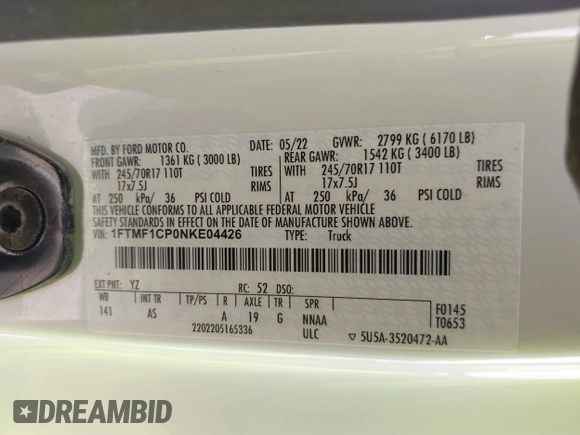 MFD. BY FORD MOTOR CO. DATE: 05/22 GVWR: 2799 KG ( 6170 LB)
FRONT GAWR: 1361 KG ( 3000 LB) REAR GAWR: 1542 KG ( 3400 LB)
WITH 245/70R17 110T TIRES WITH 245/70R17 110T TIRES
17x7.5J RIMS 17x7.5J RIMS
AT 250 kPa/ 36 PSI COLD AT 250 kPa/ 36 PSI COLD
THIS VEHICLE CONFORMS TO ALL APPLICABLE FEDERAL MOTOR VEHICLE
SAFETY STANDARDS IN EFFECT ON THE DATE OF MANUFACTURE SHOWN ABOVE.
VIN: 1FTMF1CP0NKE04426 TYPE: Truck
EXT PNT: YZ RC: 52 DSO:
WB INT TR TP/PS R AXLE TR SPR F0145
141 AS A 19 G NNAA T0653
2202205165336 ULC 5U5A-3520472-AA
DREAMBID